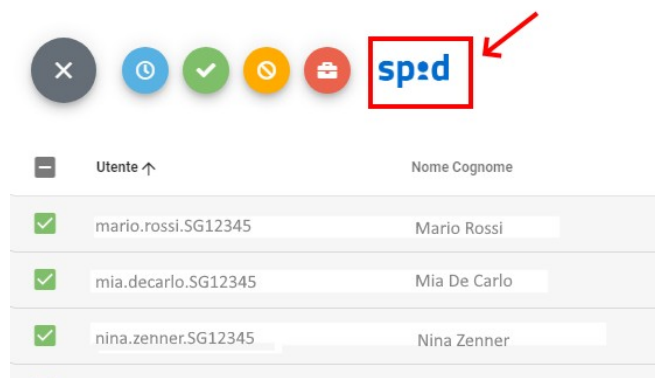 spid
Utente Nome Cognome
mario.rossi.SG12345 Mario Rossi
mia.decarlo.SG12345 Mia De Carlo
nina.zenner.SG12345 Nina Zenner